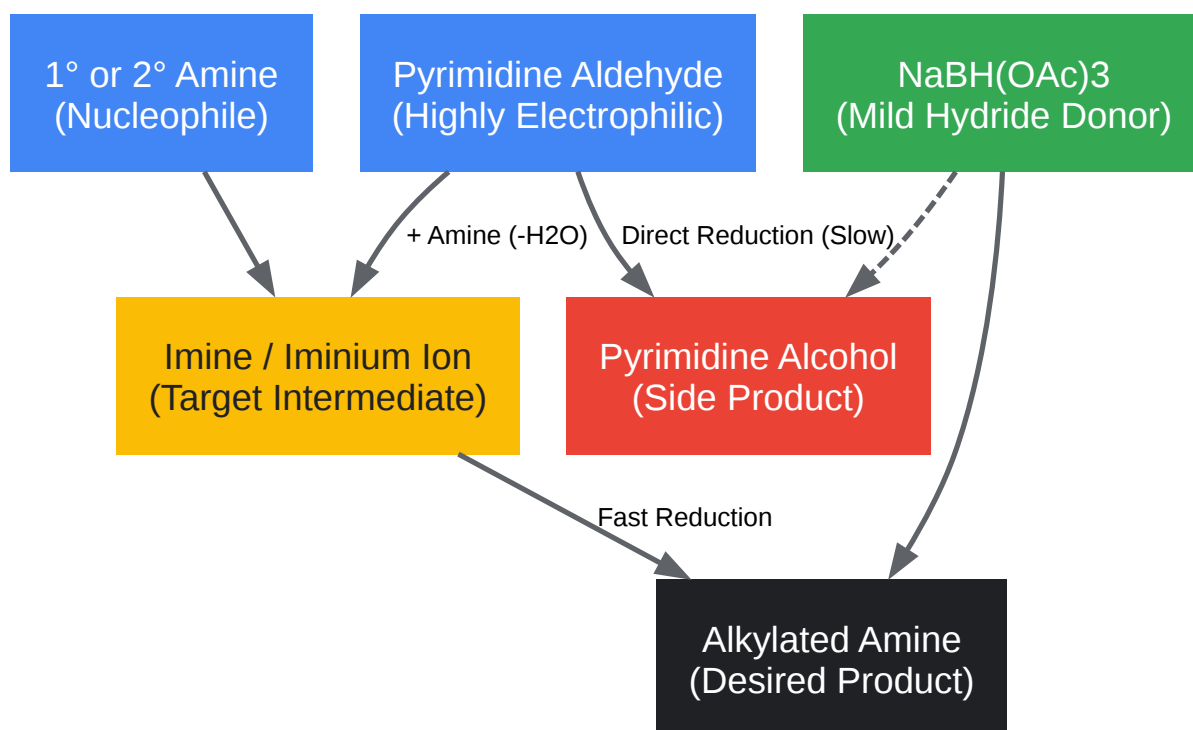 1° or 2° Amine
(Nucleophile)
Pyrimidine Aldehyde
(Highly Electrophilic)
NaBH(OAc)3
(Mild Hydride Donor)
+ Amine (-H2O)
Direct Reduction (Slow)
Imine / Iminium Ion
(Target Intermediate)
Pyrimidine Alcohol
(Side Product)
Fast Reduction
Alkylated Amine
(Desired Product)